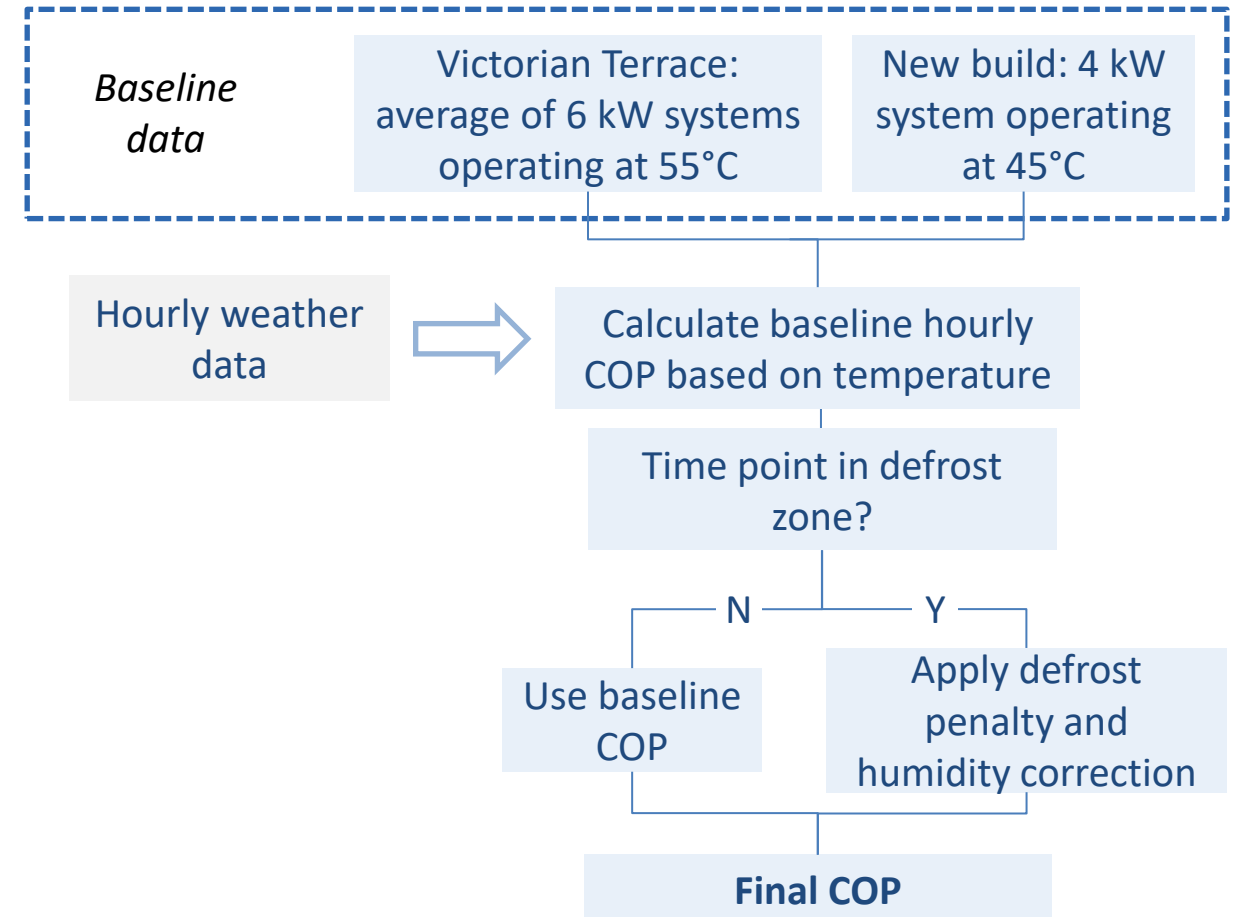 Baseline
data
Victorian Terrace:
average of 6 kW systems
operating at 55°C
New build: 4 kW
system operating
at 45°C
Hourly weather
data
Calculate baseline hourly
COP based on temperature
Time point in defrost
zone?
N
Y
Use baseline
COP
Apply defrost
penalty and
humidity correction
Final COP